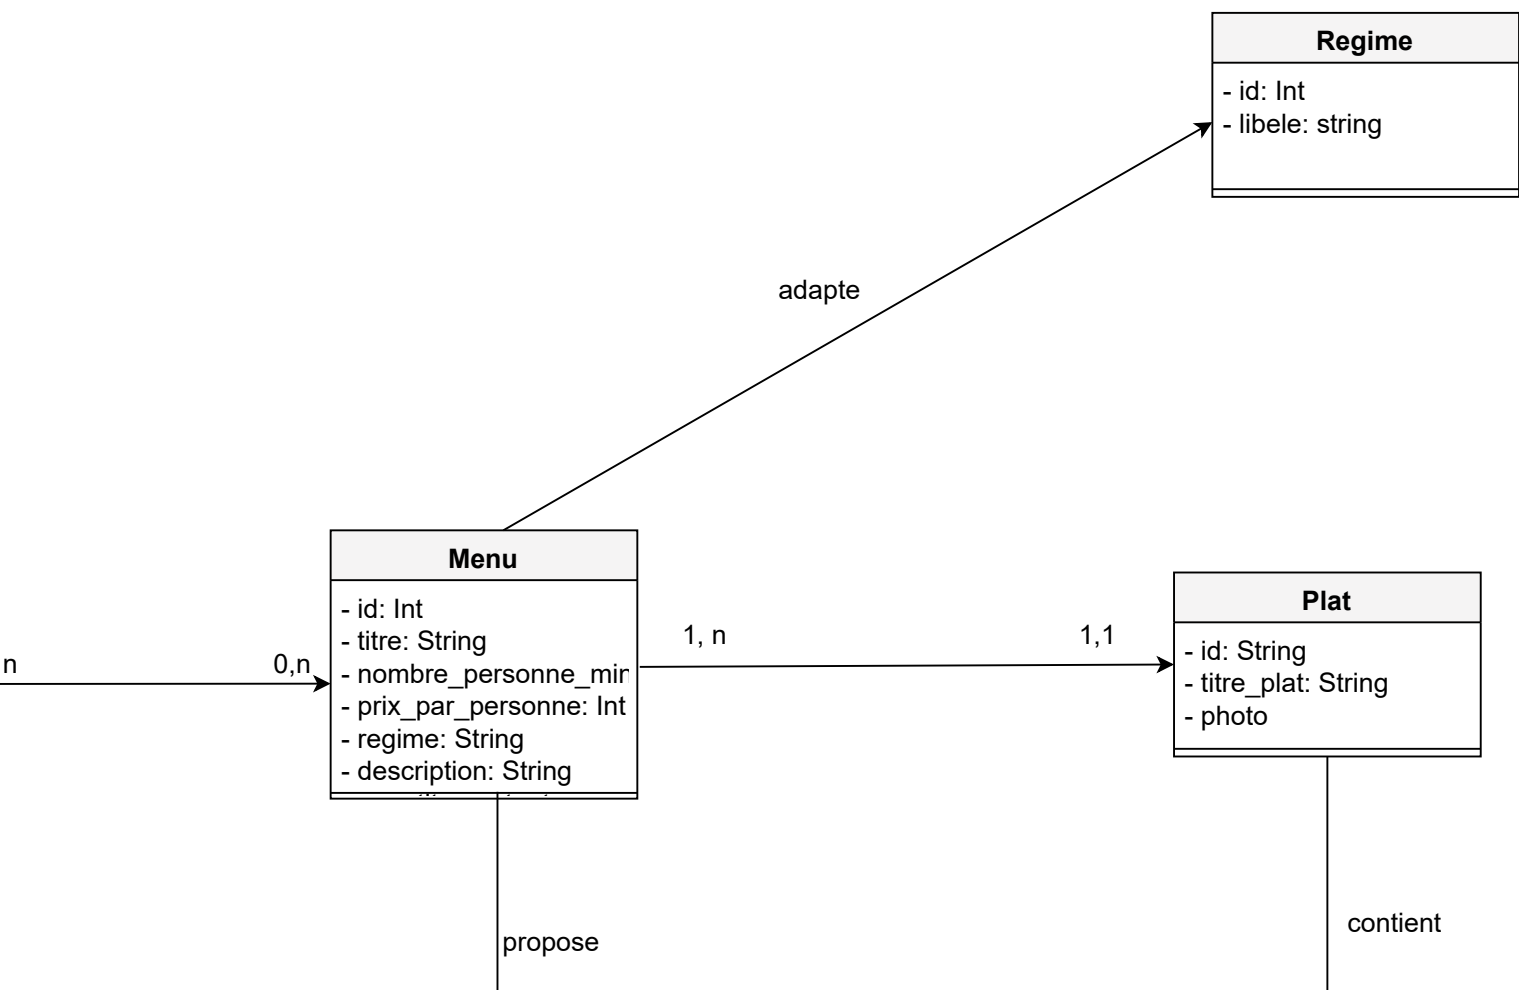 Regime
- id: Int
- libele: string
adapte
Menu
- id: Int
- titre: String
- nombre_personne_min
- prix_par_personne: Int
- regime: String
- description: String
n
0,n
1, n
1,1
Plat
- id: String
- titre_plat: String
- photo
propose
contient